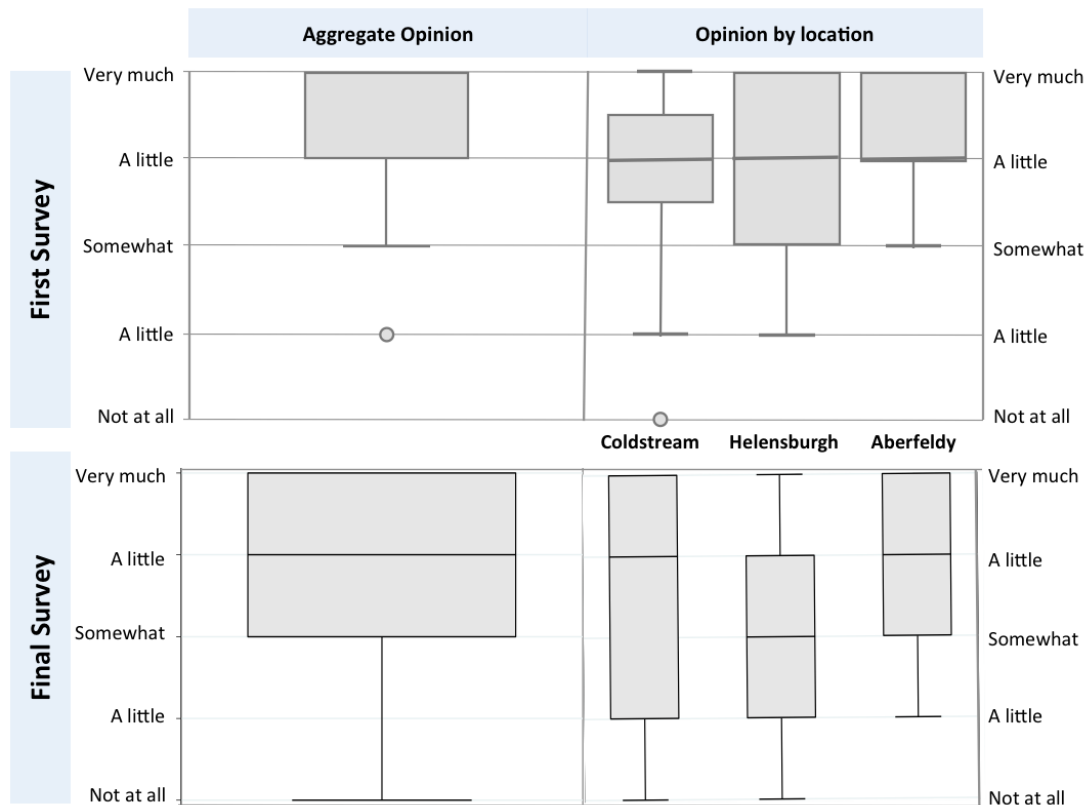 Aggregate Opinion
Opinion by location
First Survey
Very much
A little
Somewhat
A little
Not at all
Very much
A little
Somewhat
A little
Not at all
Coldstream
Helensburgh
Aberfeldy
Final Survey
Very much
A little
Somewhat
A little
Not at all
Very much
A little
Somewhat
A little
Not at all